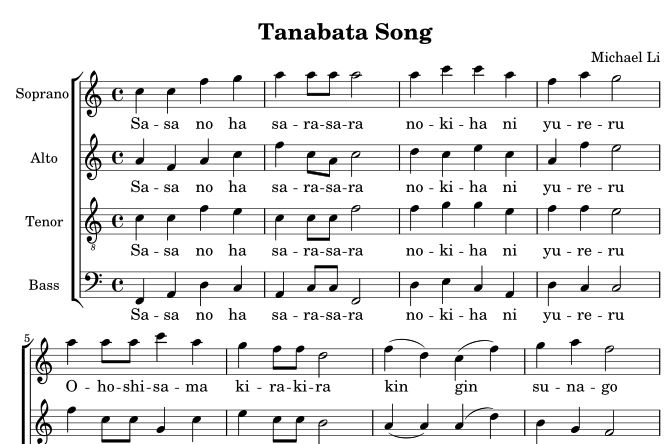 Tanabata Song
Michael Li
Soprano
Sa - sa no ha sa - ra - sa - ra no - ki - ha ni yu - re - ru
Alto
Sa - sa no ha sa - ra - sa - ra no - ki - ha ni yu - re - ru
Tenor
8
Sa - sa no ha sa - ra - sa - ra no - ki - ha ni yu - re - ru
Bass
Sa - sa no ha sa - ra - sa - ra no - ki - ha ni yu - re - ru
5
O - ho - shi - sa - ma ki - ra - ki - ra kin gin su - na - go